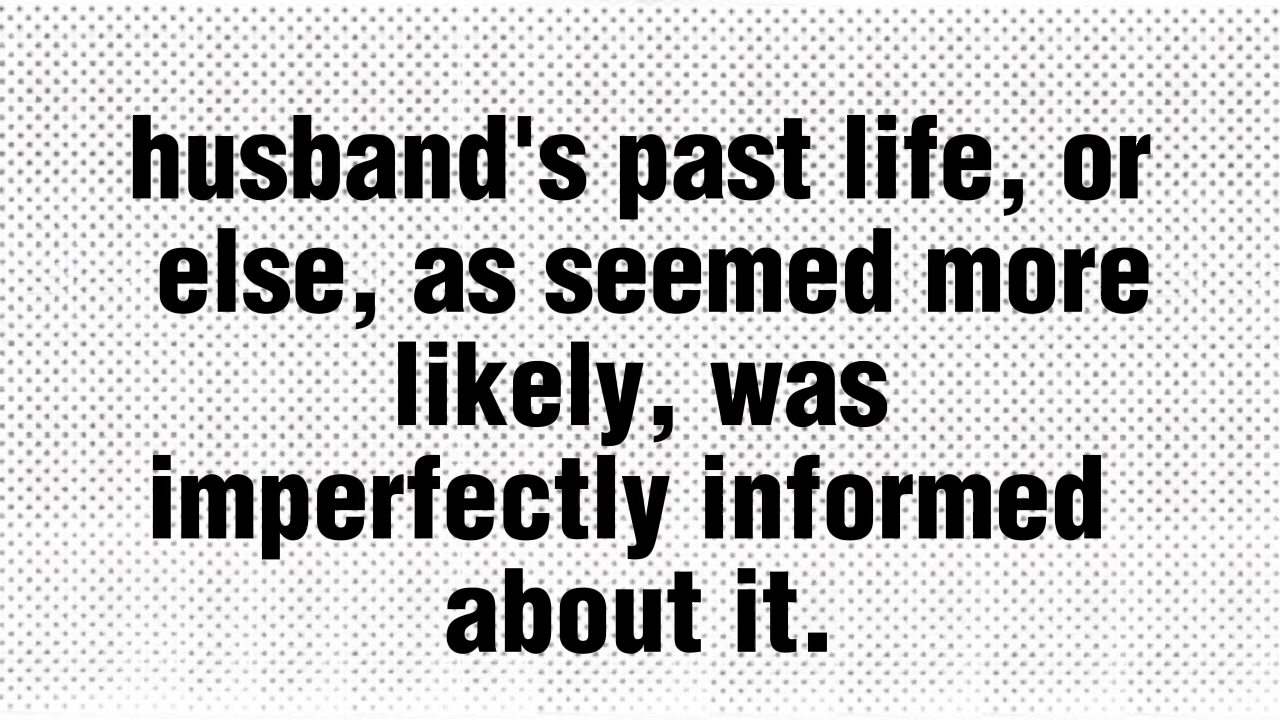 husband's past life, or
else, as seemed more
likely, was
imperfectly informed
about it.